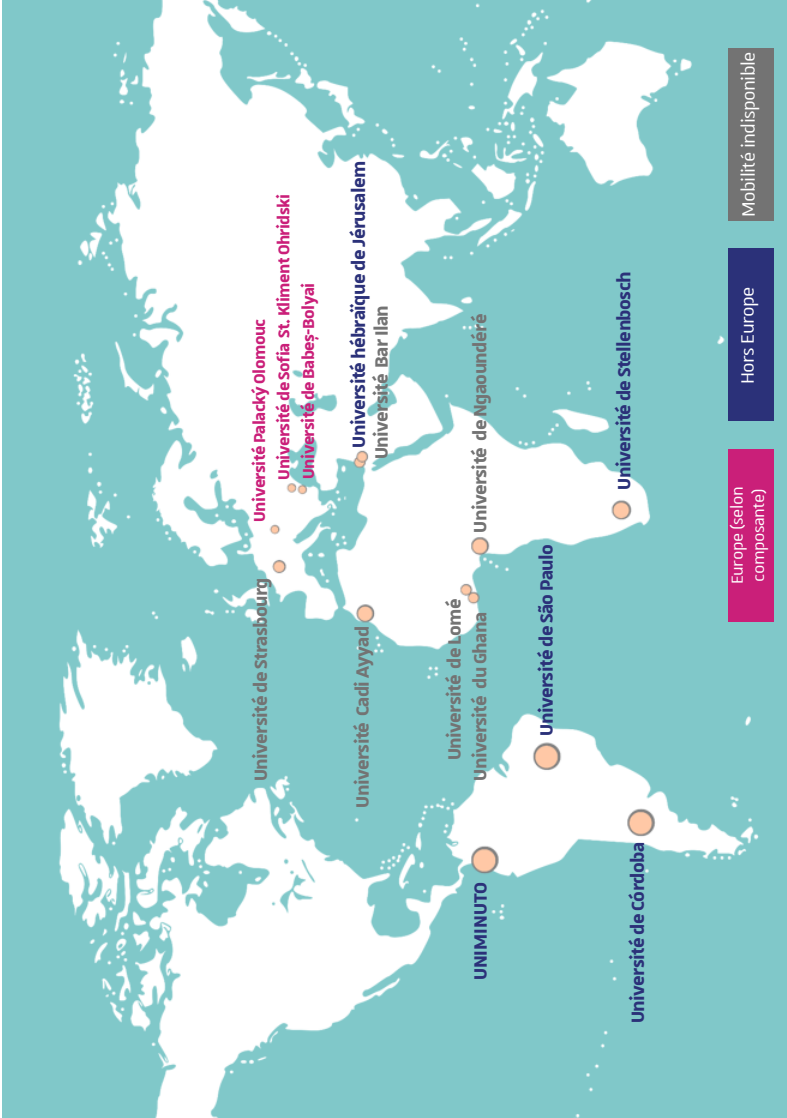 Université Palacký Olomouc
Université de Sofia St. Kliment Ohridski
Université de Babeș-Bolyai
Université de Strasbourg
Université hébraïque de Jérusalem
Université Bar Ilan
Université Cadi Ayyad
Université de Lomé
Université du Ghana
Université de Ngaoundéré
UNIMINUTO
Université de São Paulo
Université de Córdoba
Université de Stellenbosch
Europe (selon
composante)
Hors Europe
Mobilité indisponible